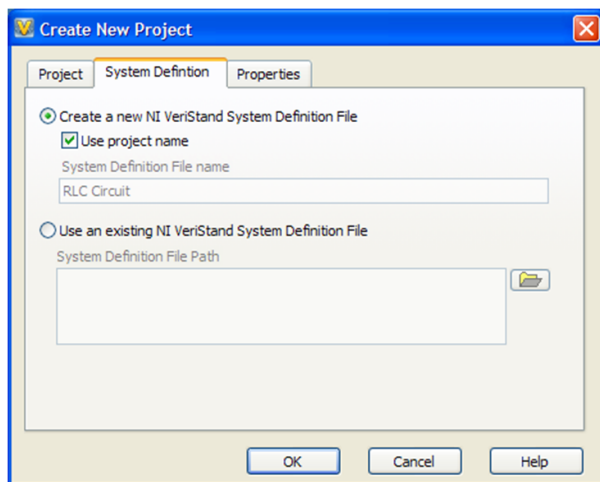 Create New Project
Project System Defintion Properties
Create a new NI VeriStand System Definition File
Use project name
System Definition File name
RLC Circuit
Use an existing NI VeriStand System Definition File
System Definition File Path
OK Cancel Help